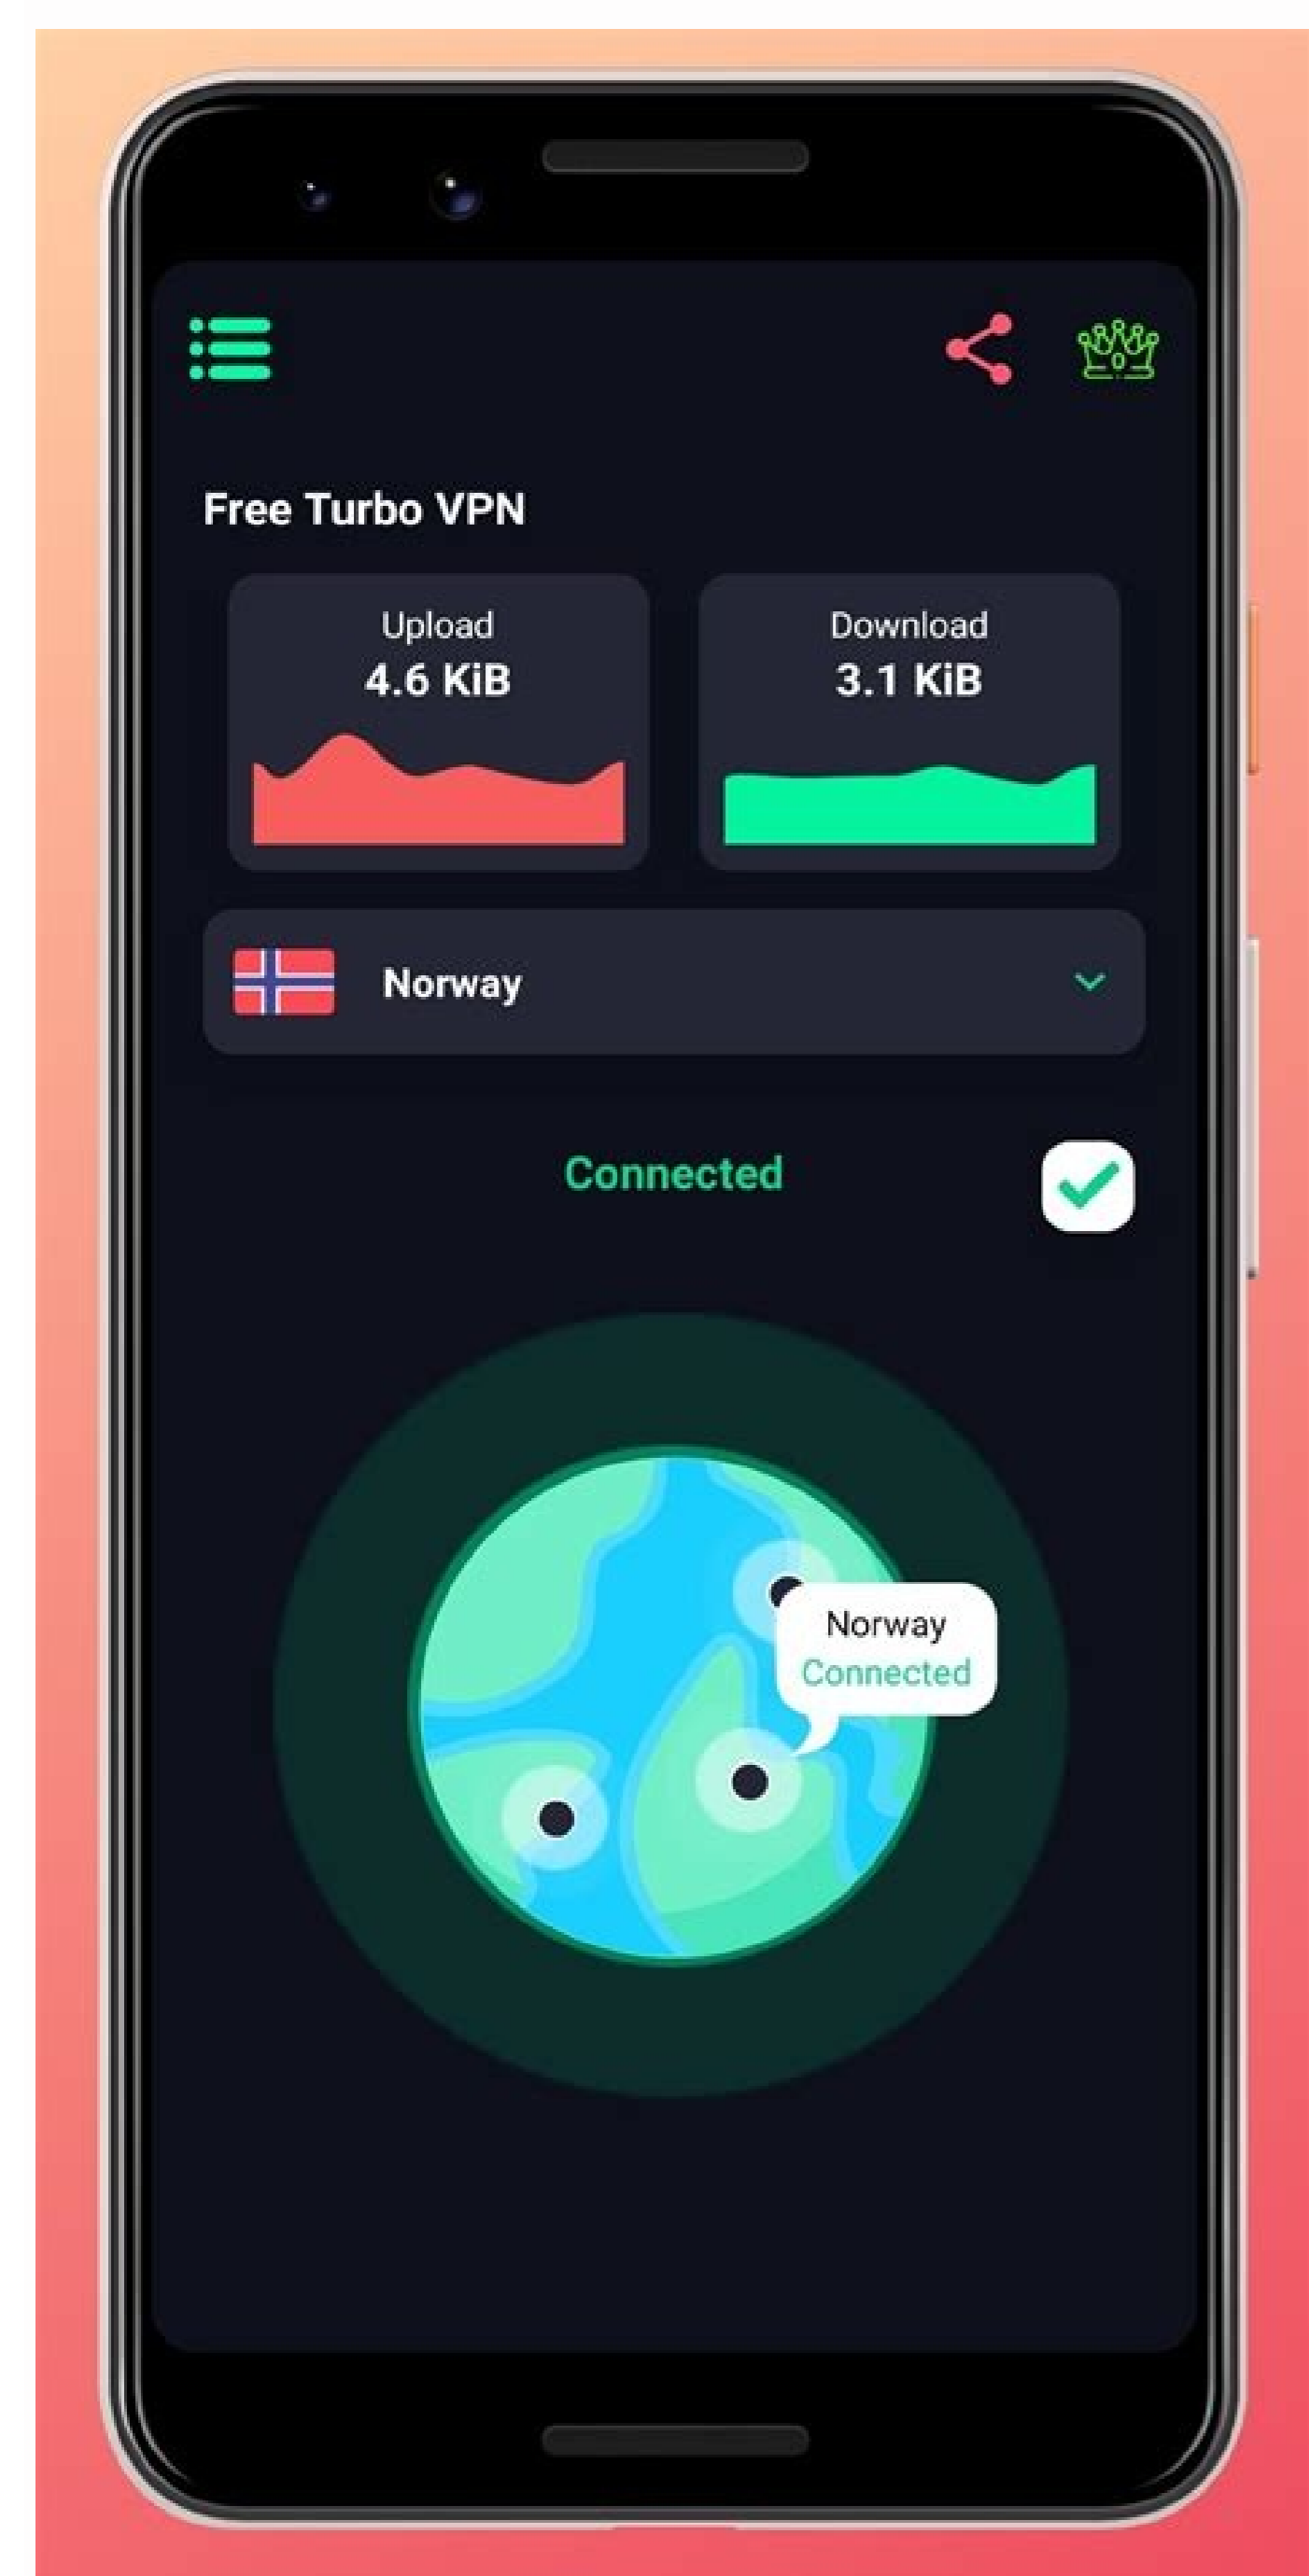 Free Turbo VPN
Upload
4.6 KiB
Download
3.1 KiB
Norway
Connected
Norway
Connected